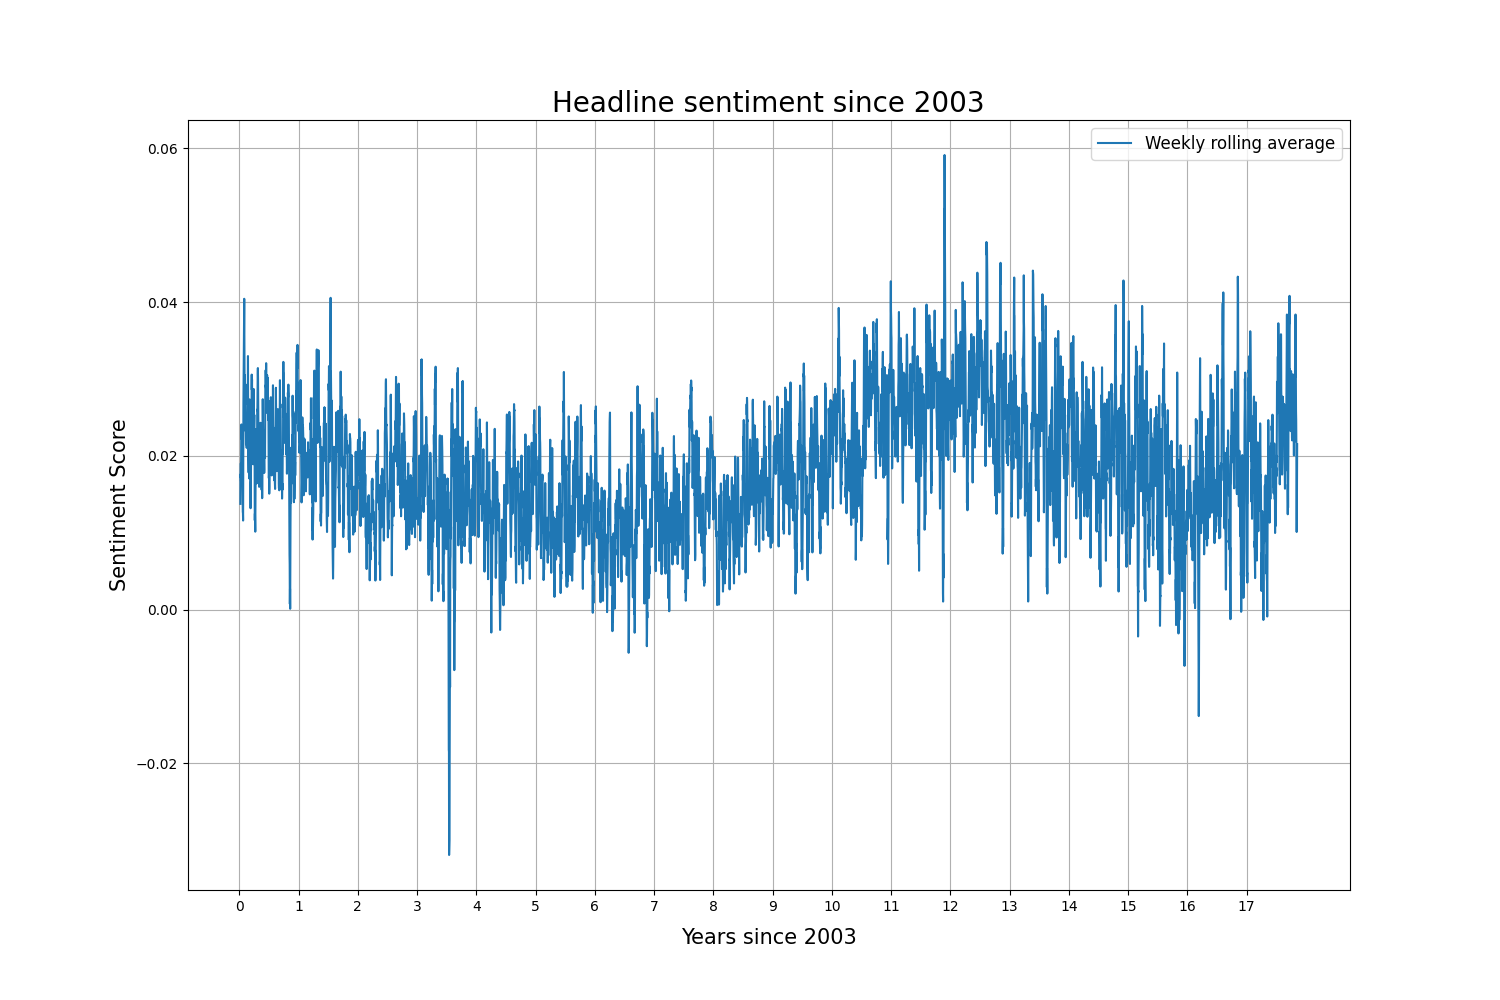 Headline sentiment since 2003
Weekly rolling average
Sentiment Score
0.06
0.04
0.02
0.00
−0.02
0 1 2 3 4 5 6 7 8 9 10 11 12 13 14 15 16 17
Years since 2003